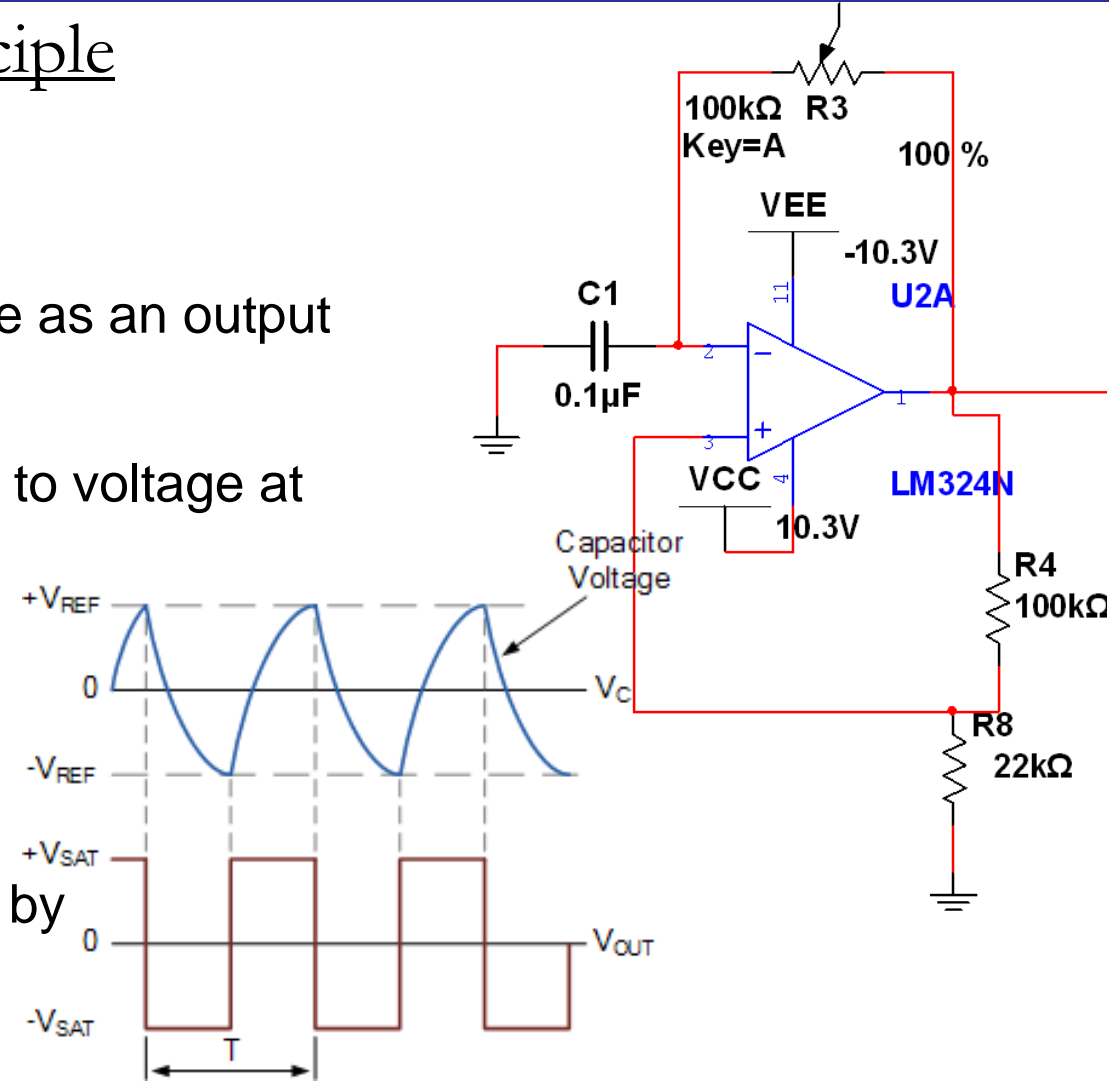 ciple
100kΩ R3
Key=A
100 %
VEE
-10.3V
11
U2A
C1
e as an output
2
−
0.1µF
1
+
3
to voltage at
VCC
4
LM324N
10.3V
Capacitor
Voltage
R4
100kΩ
+VREF
0
VC
-VREF
R8
22kΩ
+VSAT
by
0
VOUT
-VSAT
T